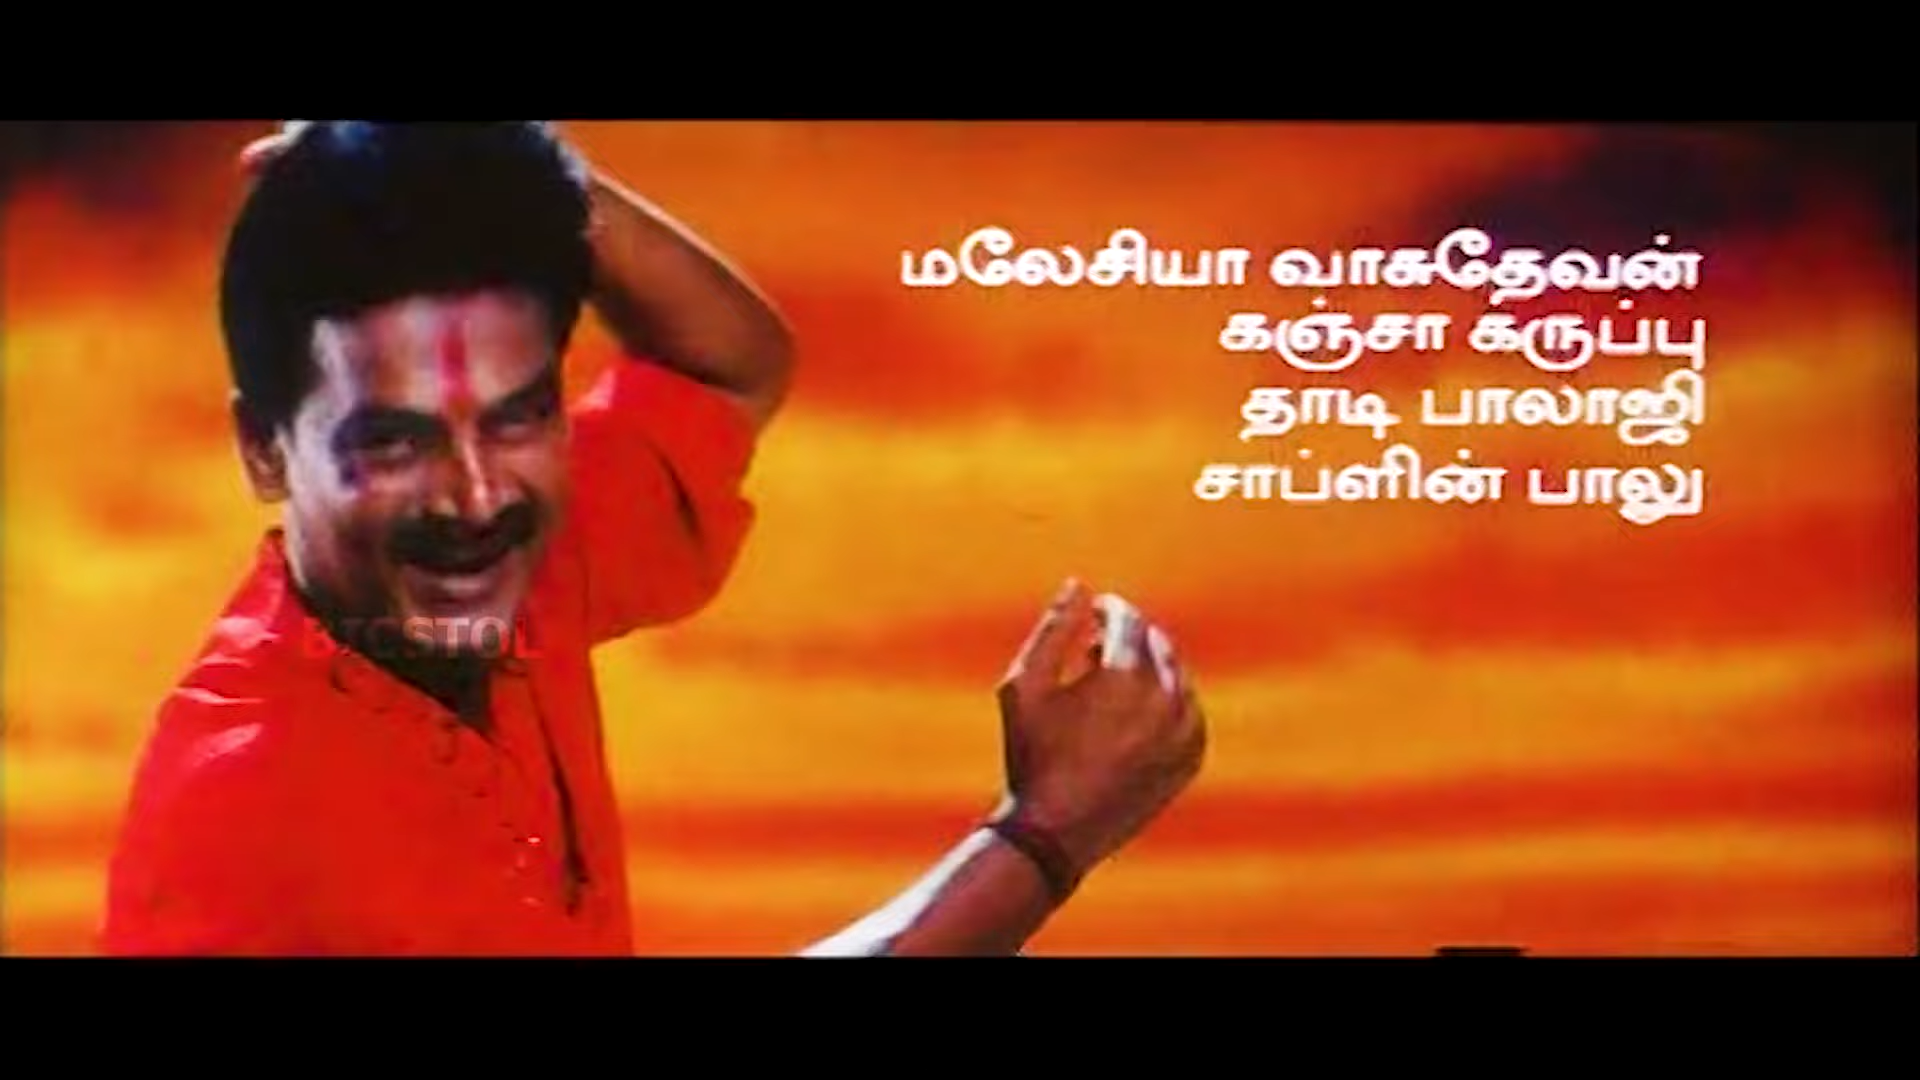 மலேசியா வாசுதேவன்
கஞ்சா கருப்பு
தாடி பாலாஜி
சாப்ளின் பாலு